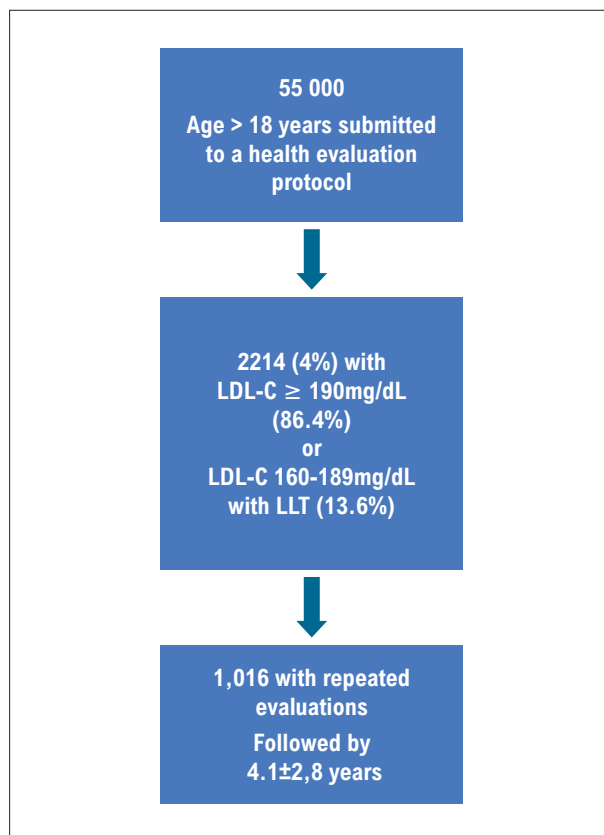 55 000
Age > 18 years submitted
to a health evaluation
protocol
2214 (4%) with
LDL-C ≥ 190mg/dL
(86.4%)
or
LDL-C 160-189mg/dL
with LLT (13.6%)
1,016 with repeated
evaluations
Followed by
4.1±2,8 years